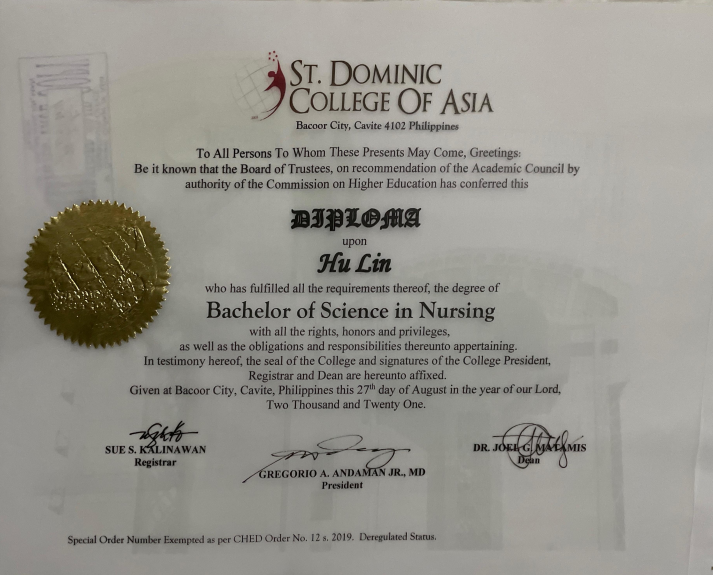 ST. DOMINIC
COLLEGE OF ASIA
Bacoor City, Cavite 4102 Philippines
To All Persons To Whom These Presents May Come, Greetings:
Be it known that the Board of Trustees, on recommendation of the Academic Council by
authority of the Commission on Higher Education has conferred this
DIPLOMA
upon
Hu Lin
who has fulfilled all the requirements thereof, the degree of
Bachelor of Science in Nursing
with all the rights, honors and privileges,
as well as the obligations and responsibilities thereunto appertaining.
In testimony hereof, the seal of the College and signatures of the College President,
Registrar and Dean are hereunto affixed.
Given at Bacoor City, Cavite, Philippines this 27th day of August in the year of our Lord,
Two Thousand and Twenty One.
SUE S. KALINAWAN
Registrar
GREGORIO A. ANDAMAN JR., MD
President
DR. JOEL G. MATAMIS
Dean
Special Order Number Exempted as per CHED Order No. 12 s. 2019. Deregulated Status.